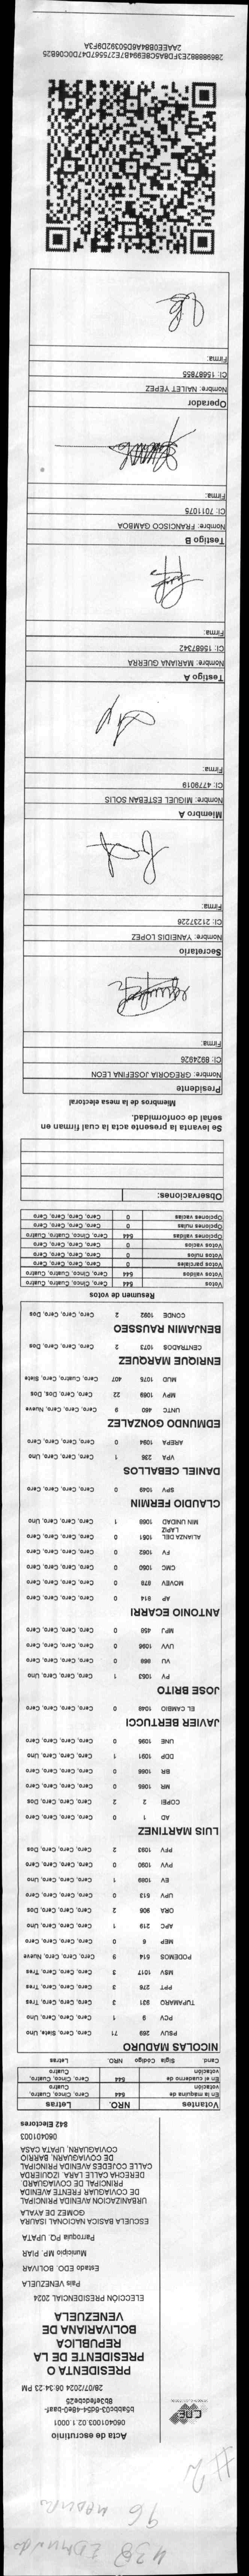 438 EDMUNDO
96 MADURO
#2
CNE
Acta de escrutinio
060401003.02.1.0001
b5abbc03-6d54-48e0-baaf-
8b3efedcbe25
28/07/2024 06:34:23 PM
PRESIDENTA O
PRESIDENTE DE LA
REPUBLICA
BOLIVARIANA DE
VENEZUELA
ELECCIÓN PRESIDENCIAL 2024
Pais VENEZUELA
Estado EDO. BOLIVAR
Municipio MP. PIAR
Parroquia PQ. UPATA
ESCUELA BASICA NACIONAL ISAURA
GOMEZ DE AYALA
URBANIZACION AVENIDA PRINCIPAL
DE COVIAGUAR FRENTE AVENIDA
PRINCIPAL DE COVIAGUARD.
DERECHA CALLE LARA. IZQUIERDA
CALLE COJEDES AVENIDA PRINCIPAL
DE COVIAGUARN, BARRIO
COVIAGUARN, UPATA CASA
060401003
842 Electores
Votantes NRO. Letras
En la máquina de votación 544 Cero, Cinco, Cuatro, Cuatro
En el cuaderno de votación 544 Cero, Cinco, Cuatro, Cuatro
Cand. Sigla Código NRO. Letras
NICOLAS MADURO
PSUV 269 71 Cero, Cero, Siete, Uno
PCV 9 1 Cero, Cero, Cero, Uno
TUPAMARO 931 3 Cero, Cero, Cero, Tres
PPT 276 3 Cero, Cero, Cero, Tres
MSV 1017 3 Cero, Cero, Cero, Tres
PODEMOS 514 9 Cero, Cero, Cero, Nueve
MEP 6 0 Cero, Cero, Cero, Cero
APC 219 1 Cero, Cero, Cero, Uno
ORA 906 2 Cero, Cero, Cero, Dos
UPV 513 0 Cero, Cero, Cero, Cero
EV 1089 1 Cero, Cero, Cero, Uno
PVV 1090 0 Cero, Cero, Cero, Cero
PFV 1093 2 Cero, Cero, Cero, Dos
LUIS MARTINEZ
AD 1 0 Cero, Cero, Cero, Cero
COPEI 2 2 Cero, Cero, Cero, Dos
MR 1065 0 Cero, Cero, Cero, Cero
BR 1066 0 Cero, Cero, Cero, Cero
DDP 1091 1 Cero, Cero, Cero, Uno
UNE 1095 0 Cero, Cero, Cero, Cero
JAVIER BERTUCCI
EL CAMBIO 1048 0 Cero, Cero, Cero, Cero
JOSE BRITO
PV 1053 1 Cero, Cero, Cero, Uno
VU 868 0 Cero, Cero, Cero, Cero
UVV 1096 0 Cero, Cero, Cero, Cero
MPJ 458 0 Cero, Cero, Cero, Cero
ANTONIO ECARRI
AP 814 0 Cero, Cero, Cero, Cero
MOVEV 878 0 Cero, Cero, Cero, Cero
CMC 1050 0 Cero, Cero, Cero, Cero
FV 1062 0 Cero, Cero, Cero, Cero
ALIANZA DEL LAPIZ 1051 0 Cero, Cero, Cero, Cero
MIN UNIDAD 1068 1 Cero, Cero, Cero, Uno
CLAUDIO FERMIN
SPV 1049 0 Cero, Cero, Cero, Cero
DANIEL CEBALLOS
VPA 236 1 Cero, Cero, Cero, Uno
AREPA 1094 0 Cero, Cero, Cero, Cero
EDMUNDO GONZALEZ
UNTC 460 9 Cero, Cero, Cero, Nueve
MPV 1069 22 Cero, Cero, Dos, Dos
MUD 1075 407 Cero, Cuatro, Cero, Siete
ENRIQUE MARQUEZ
CENTRADOS 1073 2 Cero, Cero, Cero, Dos
BENJAMIN RAUSSEO
CONDE 1092 2 Cero, Cero, Cero, Dos
Resumen de votos
Votos 544 Cero, Cinco, Cuatro, Cuatro
Votos validos 544 Cero, Cinco, Cuatro, Cuatro
Votos parciales 0 Cero, Cero, Cero, Cero
Votos nulos 0 Cero, Cero, Cero, Cero
Votos vacios 0 Cero, Cero, Cero, Cero
Opciones validas 544 Cero, Cinco, Cuatro, Cuatro
Opciones nulas 0 Cero, Cero, Cero, Cero
Opciones vacias 0 Cero, Cero, Cero, Cero
Observaciones:
Se levanta la presente acta la cual firman en
señal de conformidad.
Miembros de la mesa electoral
Presidente
Nombre: GREGORIA JOSEFINA LEON
CI: 8924926
Firma:
Secretario
Nombre: YANEIDIS LOPEZ
CI: 21237226
Firma:
Miembro A
Nombre: MIGUEL ESTEBAN SOLIS
CI: 4779019
Firma:
Testigo A
Nombre: MARIANA GUERRA
CI: 15687342
Firma:
Testigo B
Nombre: FRANCISCO GAMBOA
CI: 7011075
Firma:
Operador
Nombre: NAILET YEPEZ
CI: 15687855
Firma:
286988882E3FD8A5C8E994B7E275567D47D0C06B25
2AAEE0B84A6D50392D9F3A